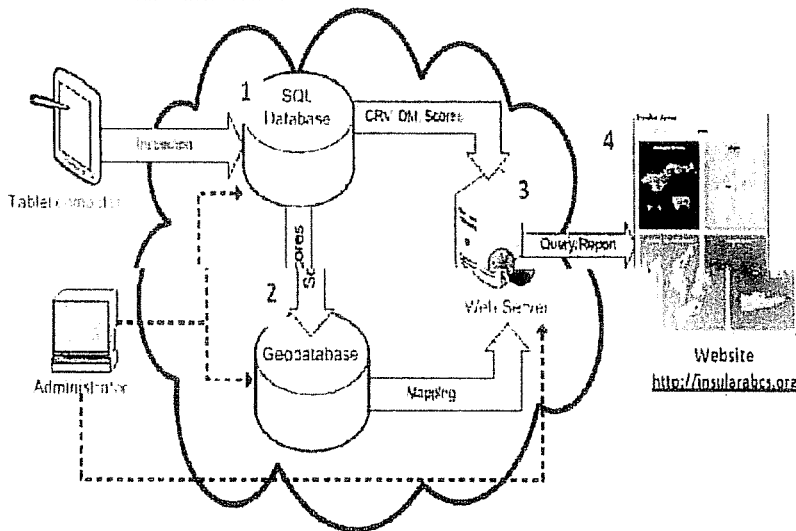 1
SQL
Database
CRV, DM, Scores
4
Tablet computer
3
Query/Report
Scores
Web Server
2
Geodatabase
Administrator
Mapping
Website
http://insularabcs.org